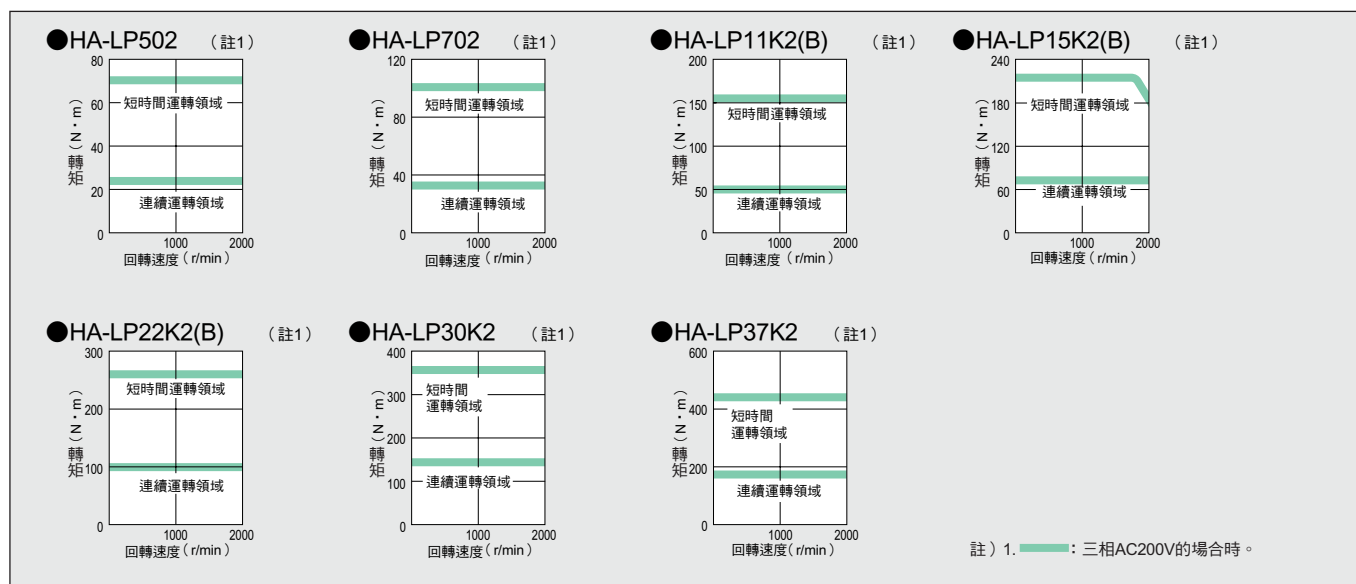 ●HA-LP502 （註1）
80
60
40
20
0
轉矩（N・m）
短時間運轉領域
連續運轉領域
1000 2000
回轉速度（r/min）
●HA-LP702 （註1）
120
80
40
0
轉矩（N・m）
短時間運轉領域
連續運轉領域
1000 2000
回轉速度（r/min）
●HA-LP11K2(B) （註1）
200
150
100
50
0
轉矩（N・m）
短時間運轉領域
連續運轉領域
1000 2000
回轉速度（r/min）
●HA-LP15K2(B) （註1）
240
180
120
60
0
轉矩（N・m）
短時間運轉領域
連續運轉領域
1000 2000
回轉速度（r/min）
●HA-LP22K2(B) （註1）
300
200
100
0
轉矩（N・m）
短時間運轉領域
連續運轉領域
1000 2000
回轉速度（r/min）
●HA-LP30K2 （註1）
400
300
200
100
0
轉矩（N・m）
短時間
運轉領域
連續運轉領域
1000 2000
回轉速度（r/min）
●HA-LP37K2 （註1）
600
400
200
0
轉矩（N・m）
短時間
運轉領域
連續運轉領域
1000 2000
回轉速度（r/min）
註）1. ：三相AC200V的場合時。